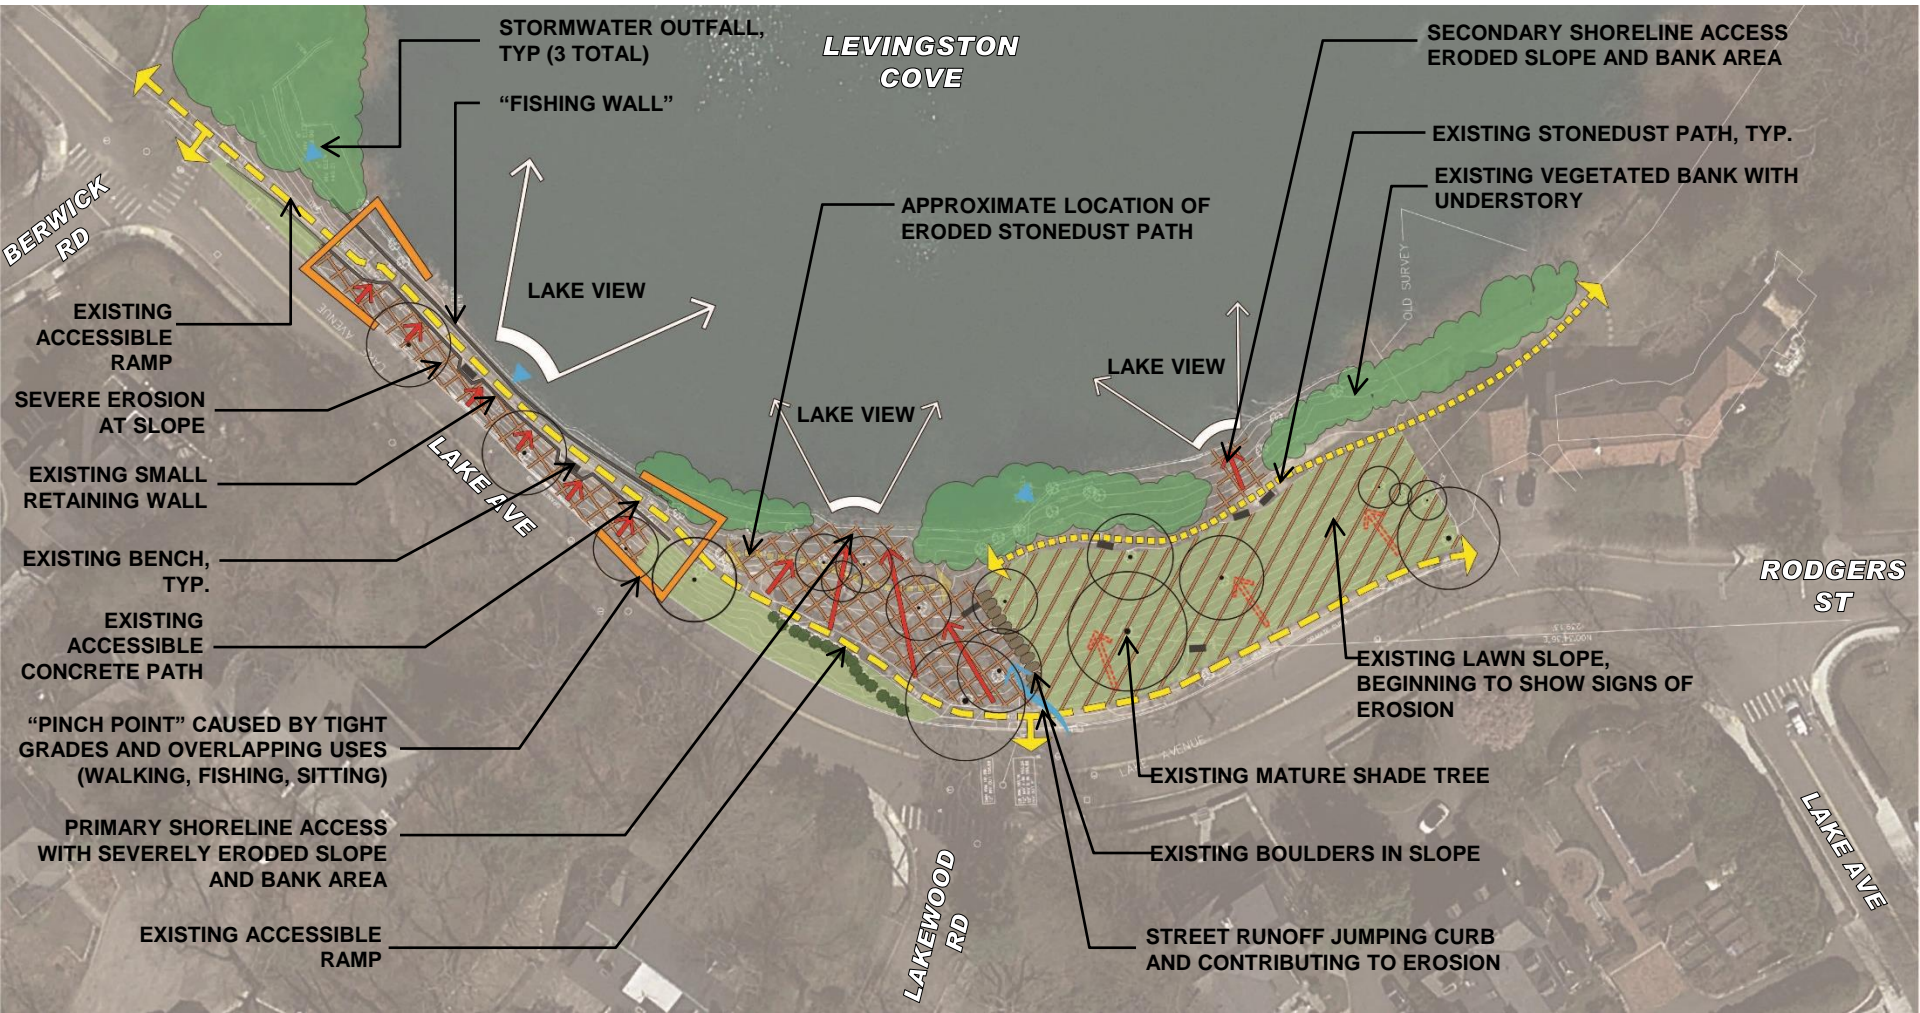 STORMWATER OUTFALL,
TYP (3 TOTAL)
"FISHING WALL"
LEVINGSTON
COVE
SECONDARY SHORELINE ACCESS
ERODED SLOPE AND BANK AREA
EXISTING STONEDUST PATH, TYP.
EXISTING VEGETATED BANK WITH
UNDERSTORY
APPROXIMATE LOCATION OF
ERODED STONEDUST PATH
BERWICK
RD
OLD SURVEY
LAKE VIEW
LAKE VIEW
LAKE VIEW
EXISTING
ACCESSIBLE
RAMP
AVENUE
SEVERE EROSION
AT SLOPE
LAKE AVE
EXISTING SMALL
RETAINING WALL
EXISTING BENCH,
TYP.
EXISTING
ACCESSIBLE
CONCRETE PATH
RODGERS
ST
EXISTING LAWN SLOPE,
BEGINNING TO SHOW SIGNS OF
EROSION
"PINCH POINT" CAUSED BY TIGHT
GRADES AND OVERLAPPING USES
(WALKING, FISHING, SITTING)
AVENUE
EXISTING MATURE SHADE TREE
PRIMARY SHORELINE ACCESS
WITH SEVERELY ERODED SLOPE
AND BANK AREA
EXISTING BOULDERS IN SLOPE
LAKE AVE
LAKEWOOD
RD
EXISTING ACCESSIBLE
RAMP
STREET RUNOFF JUMPING CURB
AND CONTRIBUTING TO EROSION